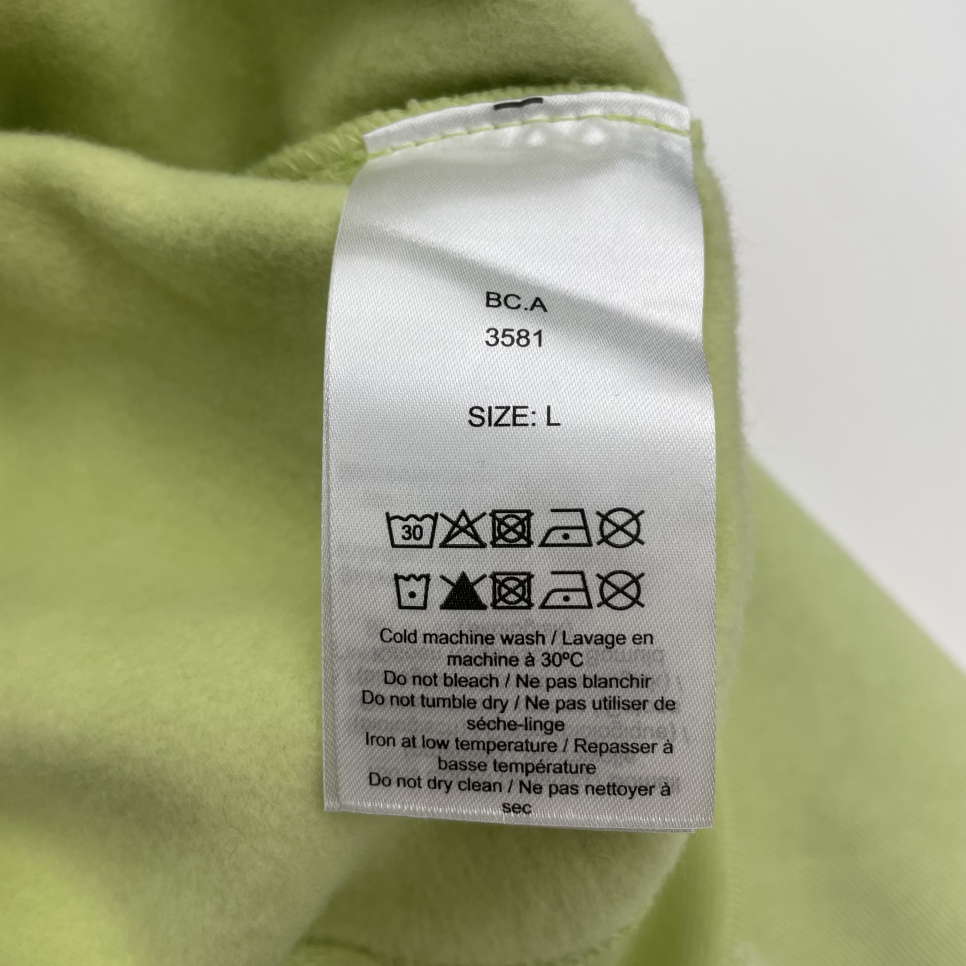 BC.A
3581
SIZE: L
30
Cold machine wash / Lavage en
machine à 30ºC
Do not bleach / Ne pas blanchir
Do not tumble dry / Ne pas utiliser de
séche-linge
Iron at low temperature / Repasser à
basse température
Do not dry clean / Ne pas nettoyer à
sec